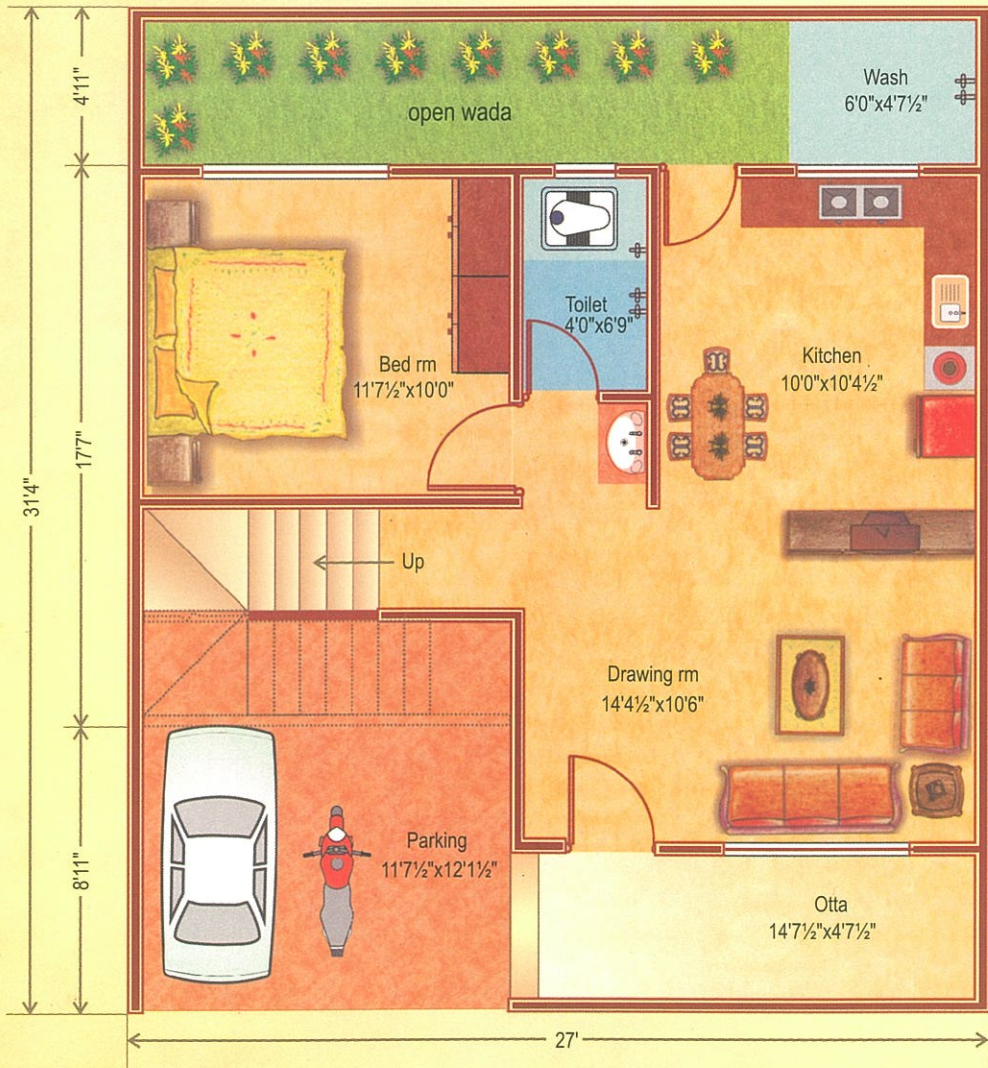 4'11"
open wada
Wash
6'0"x4'7½"
Toilet
4'0"x6'9"
Bed rm
11'7½"x10'0"
Kitchen
10'0"x10'4½"
17'7"
31'4"
Up
Drawing rm
14'4½"x10'6"
Parking
11'7½"x12'1½"
8'11"
Otta
14'7½"x4'7½"
27'